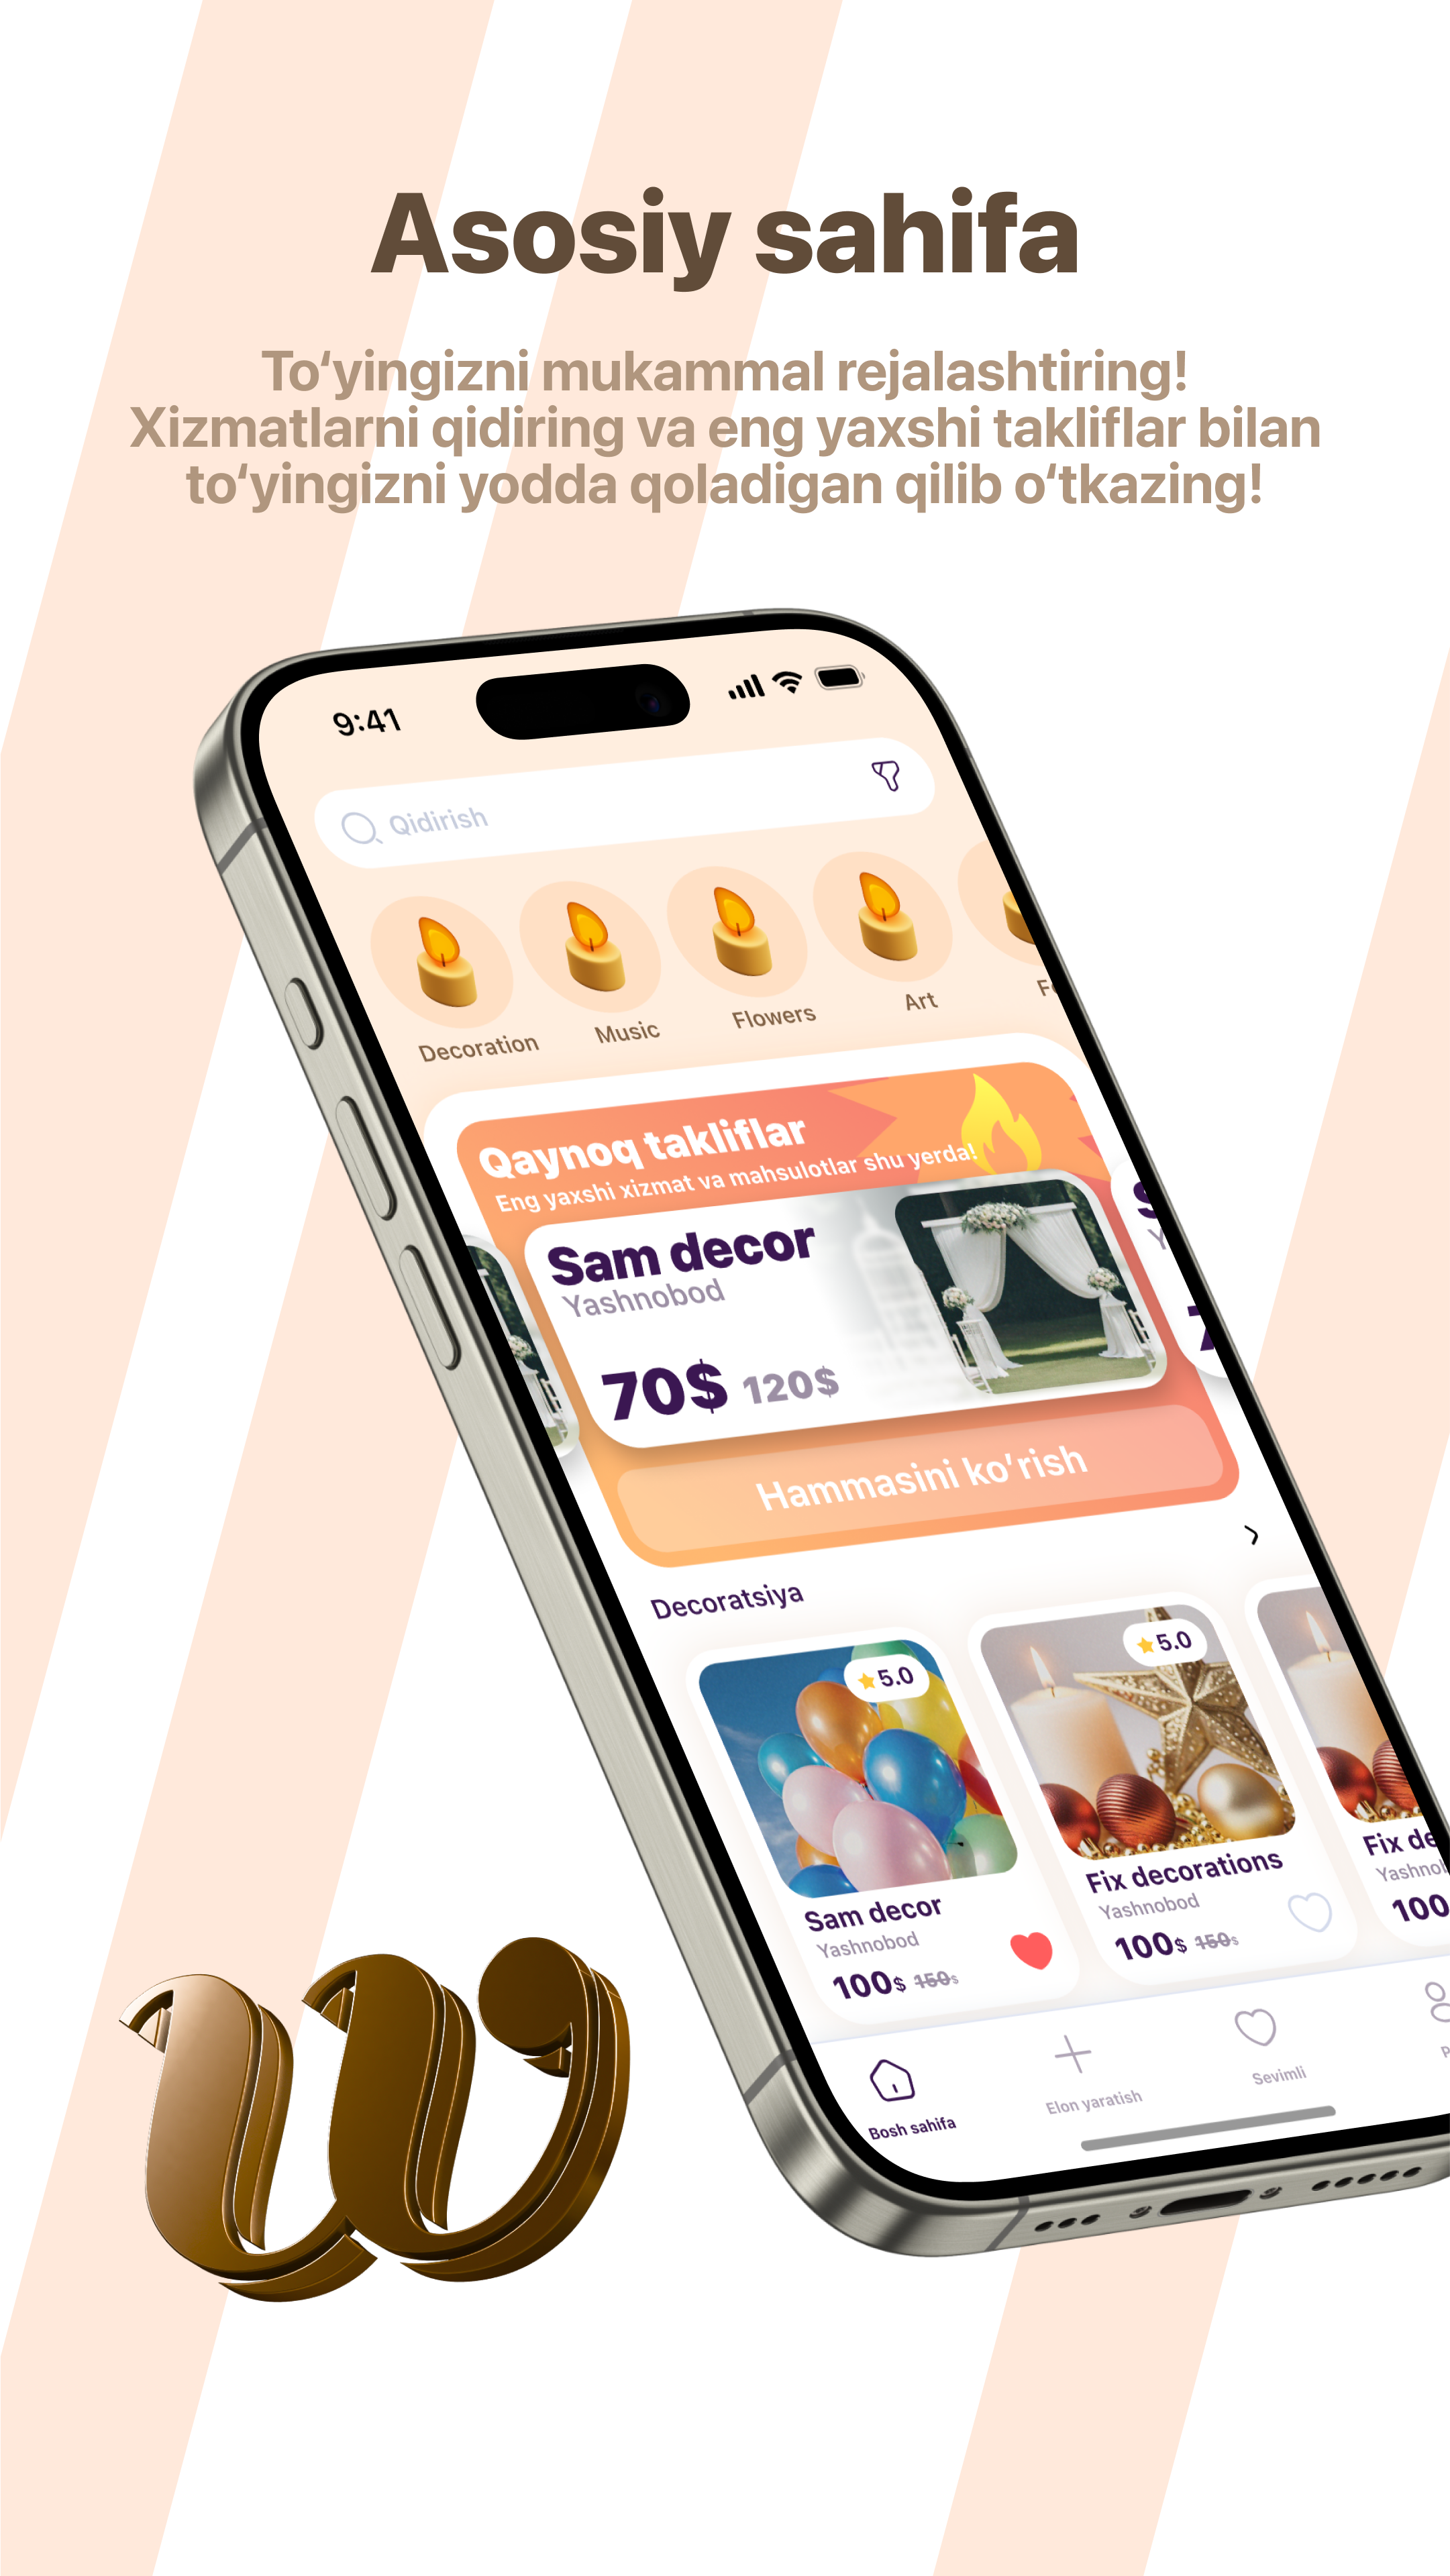 Asosiy sahifa
To‘yingizni mukammal rejalashtiring!
Xizmatlarni qidiring va eng yaxshi takliflar bilan
to‘yingizni yodda qoladigan qilib o‘tkazing!
9:41
Qidirish
Decoration Music Flowers Art
Qaynoq takliflar
Eng yaxshi xizmat va mahsulotlar shu yerda!
Sam decor
Yashnobod
70$ 120$
Hammasini ko'rish
Decoratsiya
5.0
5.0
Sam decor
Yashnobod
100$ 150$
Fix decorations
Yashnobod
100$ 150$
Fix de
Yashnol
100
Bosh sahifa Elon yaratish Sevimli
w